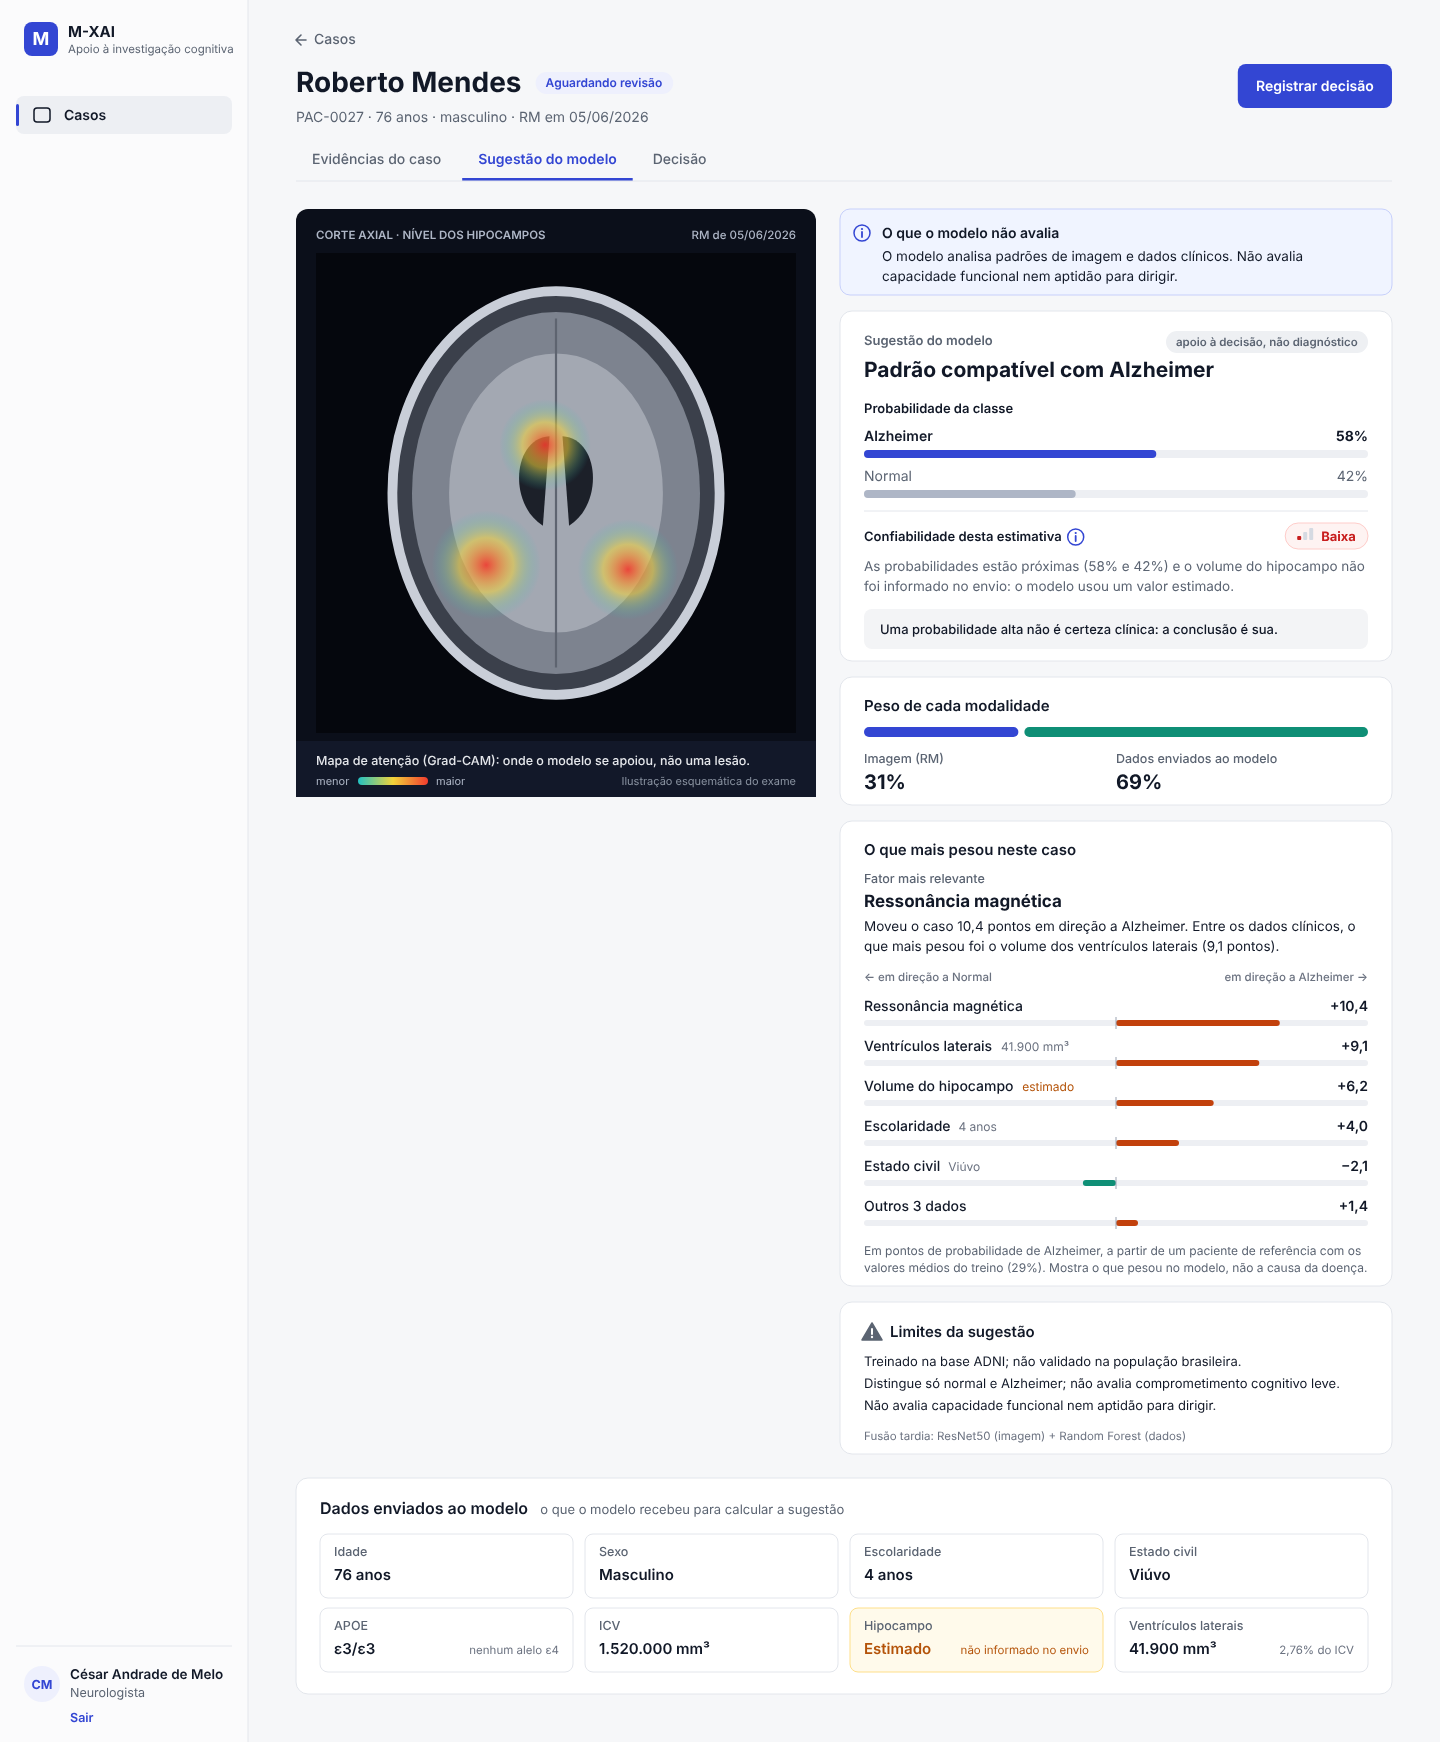 M
M-XAI
Apoio à investigação cognitiva
Casos
← Casos
Roberto Mendes
Aguardando revisão
PAC-0027 · 76 anos · masculino · RM em 05/06/2026
Registrar decisão
Evidências do caso
Sugestão do modelo
Decisão
CORTE AXIAL · NÍVEL DOS HIPOCAMPOS
RM de 05/06/2026
Mapa de atenção (Grad-CAM): onde o modelo se apoiou, não uma lesão.
menor
maior
Ilustração esquemática do exame
O que o modelo não avalia
O modelo analisa padrões de imagem e dados clínicos. Não avalia
capacidade funcional nem aptidão para dirigir.
Sugestão do modelo
apoio à decisão, não diagnóstico
Padrão compatível com Alzheimer
Probabilidade da classe
Alzheimer
58%
Normal
42%
Confiabilidade desta estimativa
Baixa
As probabilidades estão próximas (58% e 42%) e o volume do hipocampo não
foi informado no envio: o modelo usou um valor estimado.
Uma probabilidade alta não é certeza clínica: a conclusão é sua.
Peso de cada modalidade
Imagem (RM)
31%
Dados enviados ao modelo
69%
O que mais pesou neste caso
Fator mais relevante
Ressonância magnética
Moveu o caso 10,4 pontos em direção a Alzheimer. Entre os dados clínicos, o
que mais pesou foi o volume dos ventrículos laterais (9,1 pontos).
← em direção a Normal
em direção a Alzheimer →
Ressonância magnética
+10,4
Ventrículos laterais 41.900 mm³
+9,1
Volume do hipocampo estimado
+6,2
Escolaridade 4 anos
+4,0
Estado civil Viúvo
−2,1
Outros 3 dados
+1,4
Em pontos de probabilidade de Alzheimer, a partir de um paciente de referência com os
valores médios do treino (29%). Mostra o que pesou no modelo, não a causa da doença.
Limites da sugestão
Treinado na base ADNI; não validado na população brasileira.
Distingue só normal e Alzheimer; não avalia comprometimento cognitivo leve.
Não avalia capacidade funcional nem aptidão para dirigir.
Fusão tardia: ResNet50 (imagem) + Random Forest (dados)
Dados enviados ao modelo o que o modelo recebeu para calcular a sugestão
Idade
76 anos
Sexo
Masculino
Escolaridade
4 anos
Estado civil
Viúvo
APOE
ε3/ε3
nenhum alelo ε4
ICV
1.520.000 mm³
Hipocampo
Estimado
não informado no envio
Ventrículos laterais
41.900 mm³
2,76% do ICV
CM
César Andrade de Melo
Neurologista
Sair